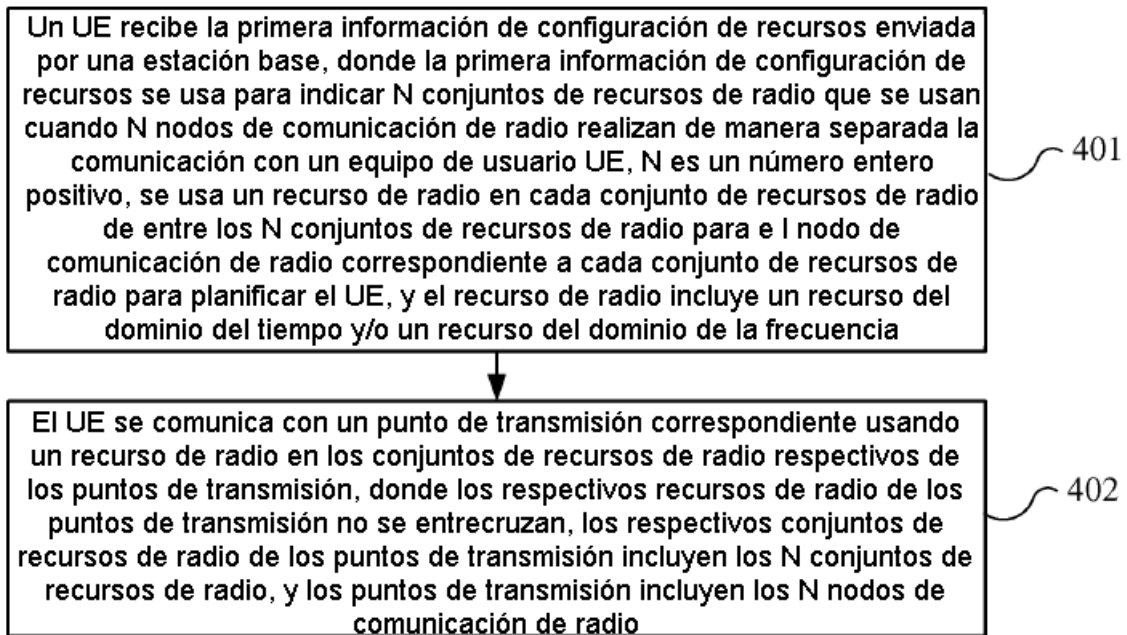 Un UE recibe la primera información de configuración de recursos enviada
por una estación base, donde la primera información de configuración de
recursos se usa para indicar N conjuntos de recursos de radio que se usan
cuando N nodos de comunicación de radio realizan de manera separada la
comunicación con un equipo de usuario UE, N es un número entero
positivo, se usa un recurso de radio en cada conjunto de recursos de radio
de entre los N conjuntos de recursos de radio para e l nodo de
comunicación de radio correspondiente a cada conjunto de recursos de
radio para planificar el UE, y el recurso de radio incluye un recurso del
dominio del tiempo y/o un recurso del dominio de la frecuencia
401
El UE se comunica con un punto de transmisión correspondiente usando
un recurso de radio en los conjuntos de recursos de radio respectivos de
los puntos de transmisión, donde los respectivos recursos de radio de los
puntos de transmisión no se entrecruzan, los respectivos conjuntos de
recursos de radio de los puntos de transmisión incluyen los N conjuntos de
recursos de radio, y los puntos de transmisión incluyen los N nodos de
comunicación de radio
402